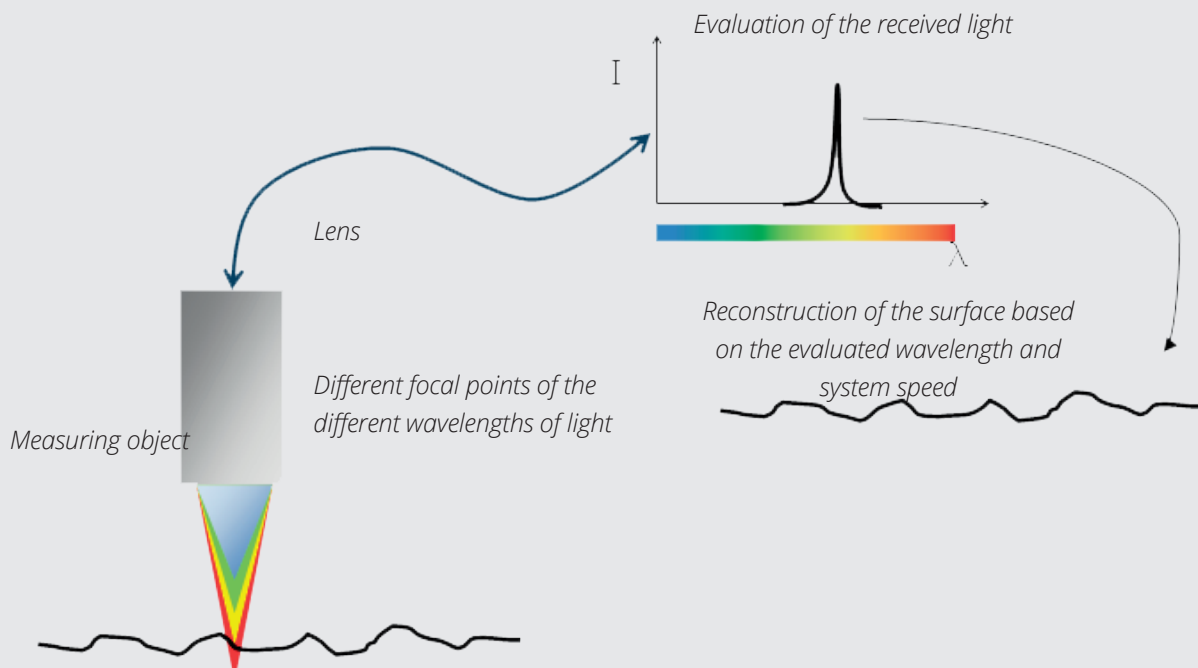 Evaluation of the received light
I
Lens
λ
Reconstruction of the surface based
on the evaluated wavelength and
system speed
Different focal points of the
different wavelengths of light
Measuring object